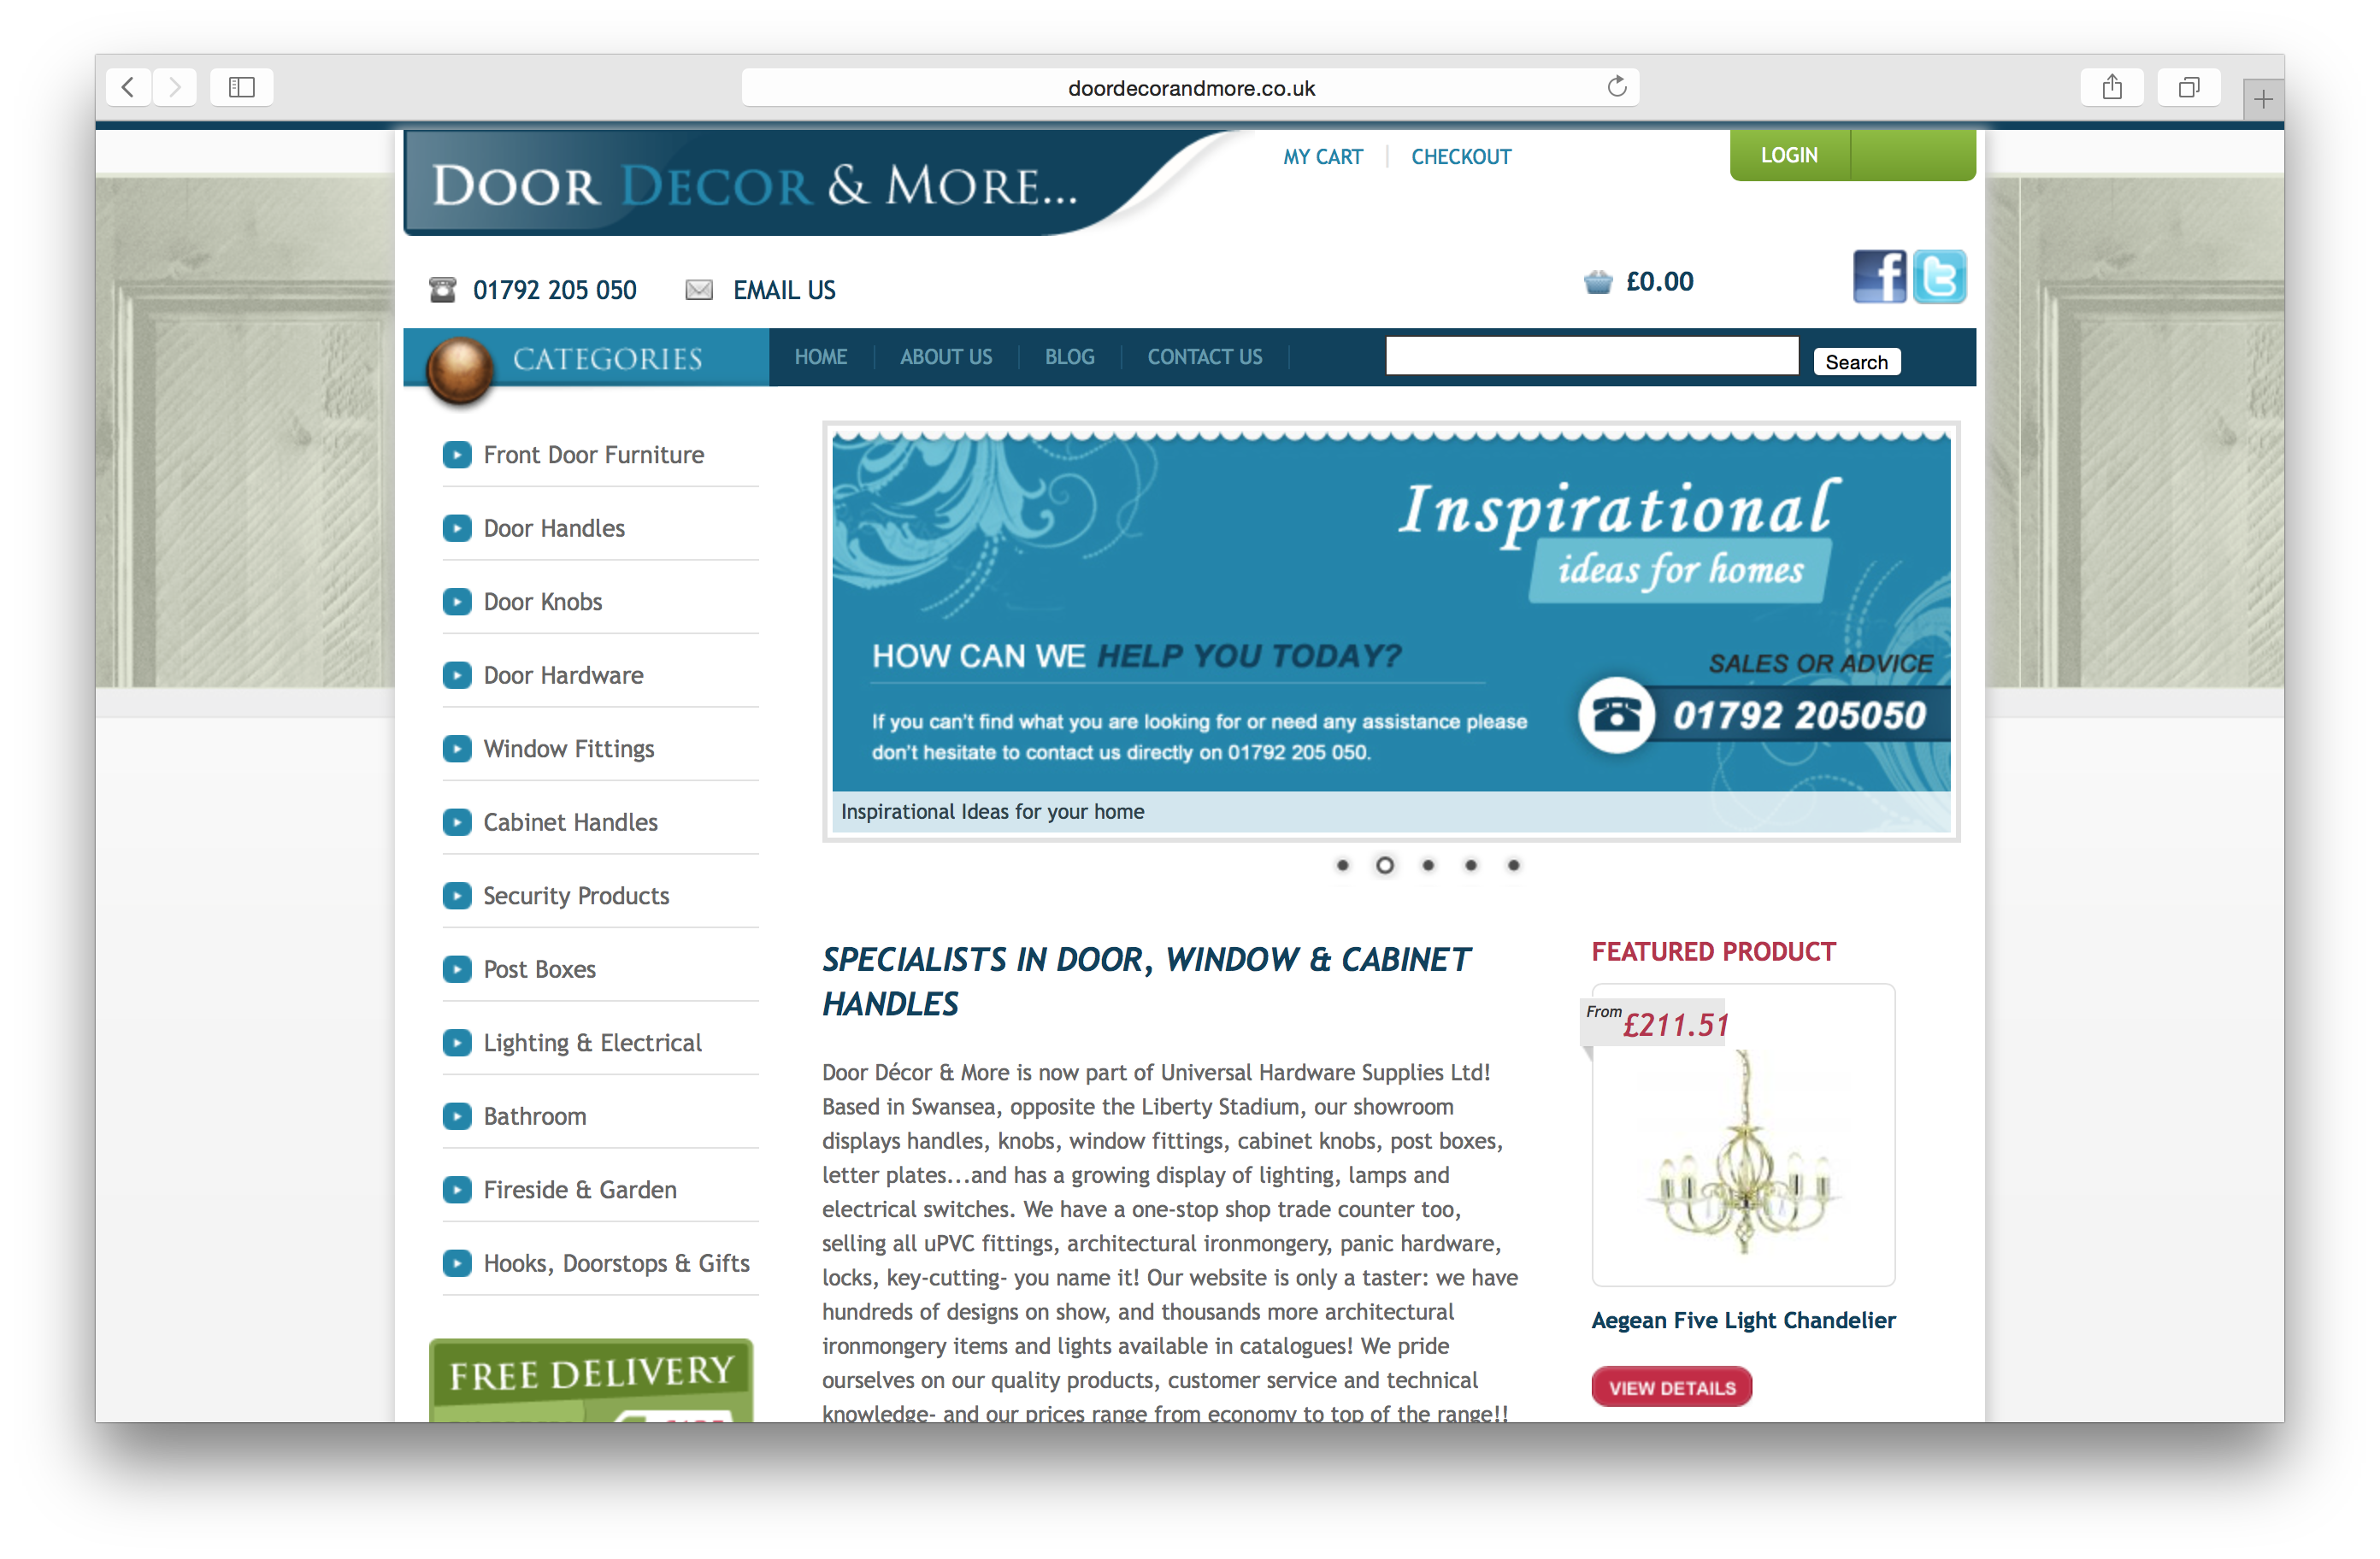 doordecorandmore.co.uk
DOOR DECOR & MORE...
MY CART
CHECKOUT
LOGIN
01792 205 050
EMAIL US
£0.00
CATEGORIES
HOME
ABOUT US
BLOG
CONTACT US
Search
Front Door Furniture
Door Handles
Door Knobs
Door Hardware
Window Fittings
Cabinet Handles
Security Products
Post Boxes
Lighting & Electrical
Bathroom
Fireside & Garden
Hooks, Doorstops & Gifts
FREE DELIVERY
Inspirational
ideas for homes
HOW CAN WE HELP YOU TODAY?
If you can't find what you are looking for or need any assistance please
don't hesitate to contact us directly on 01792 205 050.
SALES OR ADVICE
01792 205050
Inspirational Ideas for your home
SPECIALISTS IN DOOR, WINDOW & CABINET
HANDLES
Door Décor & More is now part of Universal Hardware Supplies Ltd!
Based in Swansea, opposite the Liberty Stadium, our showroom
displays handles, knobs, window fittings, cabinet knobs, post boxes,
letter plates...and has a growing display of lighting, lamps and
electrical switches. We have a one-stop shop trade counter too,
selling all uPVC fittings, architectural ironmongery, panic hardware,
locks, key-cutting- you name it! Our website is only a taster: we have
hundreds of designs on show, and thousands more architectural
ironmongery items and lights available in catalogues! We pride
ourselves on our quality products, customer service and technical
knowledge- and our prices range from economy to top of the range!!
FEATURED PRODUCT
From £211.51
Aegean Five Light Chandelier
VIEW DETAILS